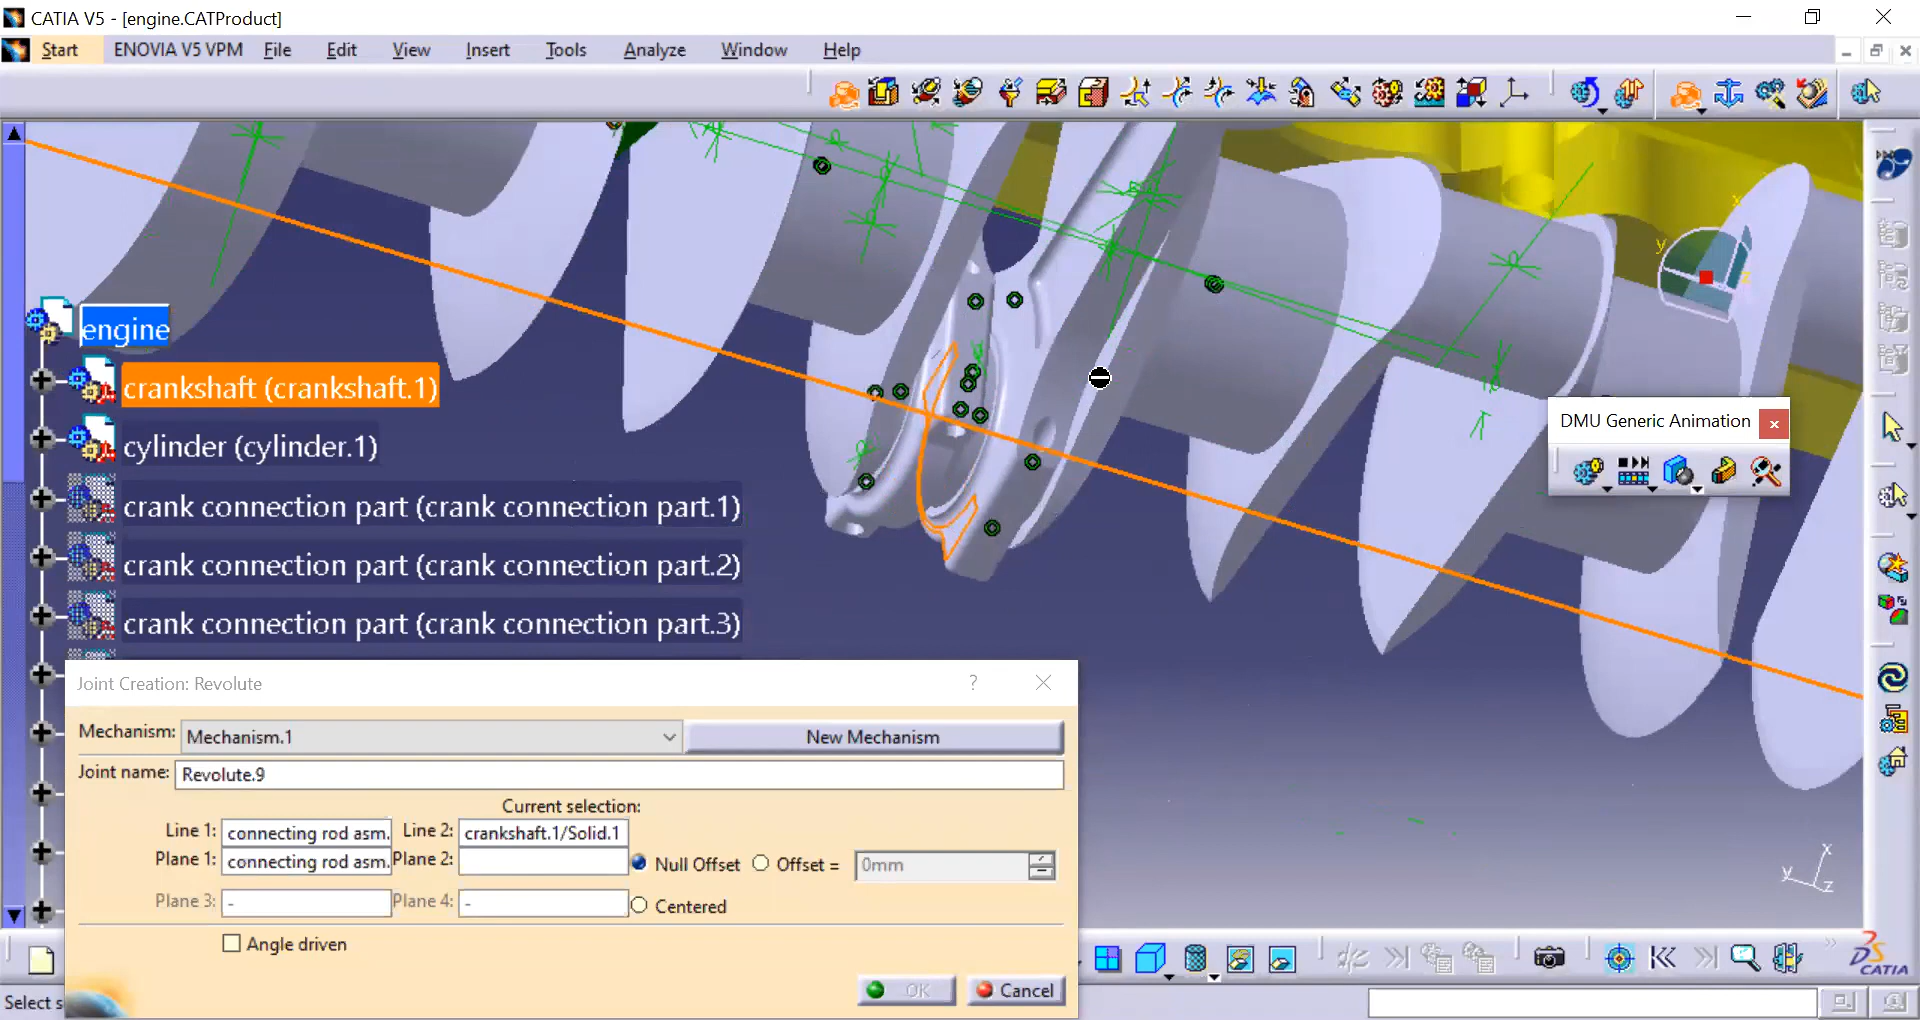 CATIA V5 - [engine.CATProduct]
Start ENOVIA V5 VPM File Edit View Insert Tools Analyze Window Help
engine
crankshaft (crankshaft.1)
cylinder (cylinder.1)
crank connection part (crank connection part.1)
crank connection part (crank connection part.2)
crank connection part (crank connection part.3)
DMU Generic Animation
Joint Creation: Revolute
Mechanism: Mechanism.1 New Mechanism
Joint name: Revolute.9
Current selection:
Line 1: connecting rod asm. Line 2: crankshaft.1/Solid.1
Plane 1: connecting rod asm. Plane 2: Null Offset Offset = 0mm
Plane 3: - Plane 4: - Centered
Angle driven
OK Cancel
Select s
x
y
z
x
y
z
CATIA